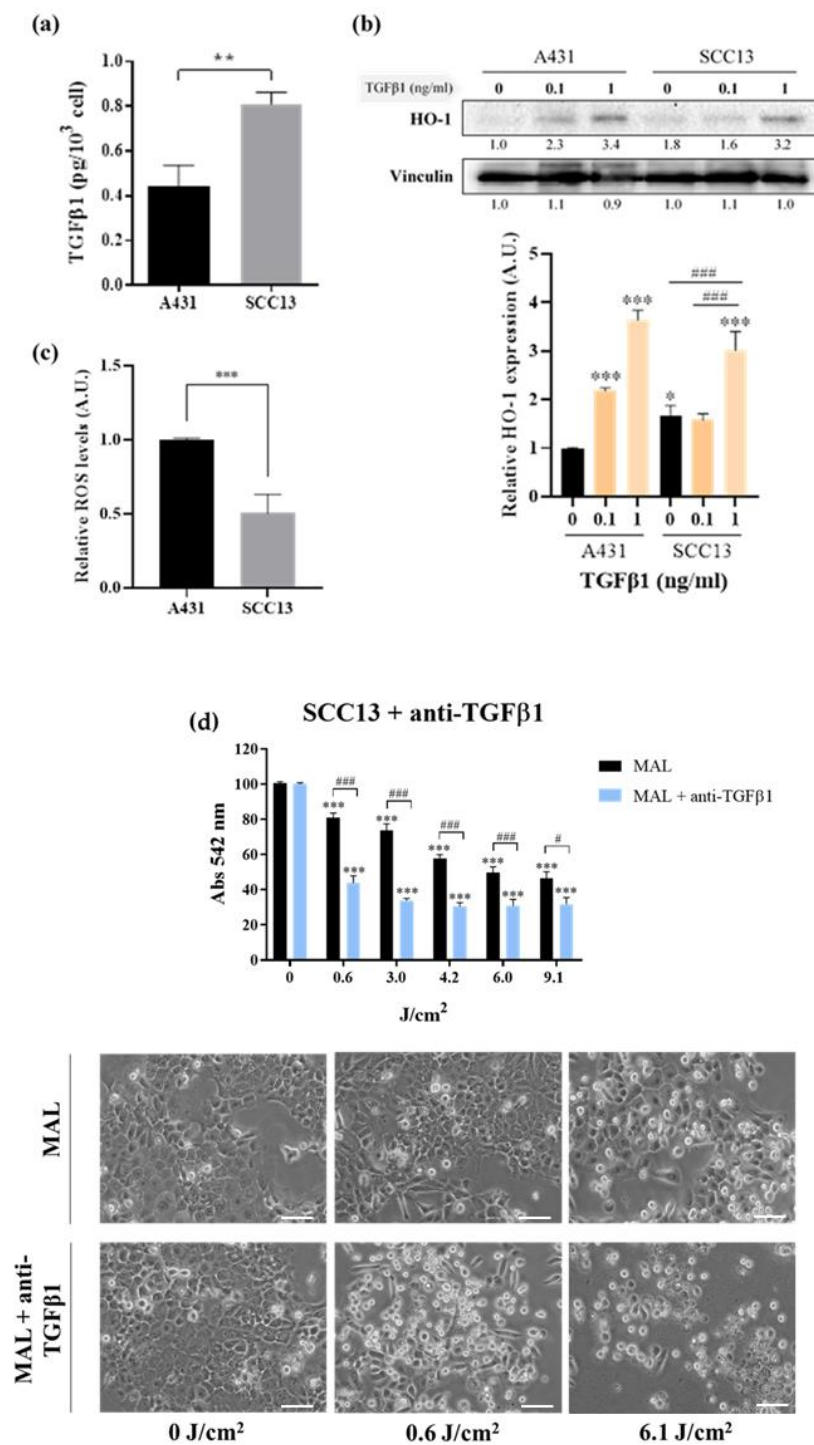 (a)
**
TGFβ1 (pg/10³ cell)
1.0
0.8
0.6
0.4
0.2
0.0
A431 SCC13
(b)
A431 SCC13
TGFβ1 (ng/ml) 0 0.1 1 0 0.1 1
HO-1
1.0 2.3 3.4 1.8 1.6 3.2
Vinculin
1.0 1.1 0.9 1.0 1.1 1.0
Relative HO-1 expression (A.U.)
5
4
3
2
1
0
###
###
*** *** * ***
0 0.1 1 0 0.1 1
A431 SCC13
TGFβ1 (ng/ml)
(c)
***
Relative ROS levels (A.U.)
1.5
1.0
0.5
0.0
A431 SCC13
(d) SCC13 + anti-TGFβ1
MAL
MAL + anti-TGFβ1
Abs 542 nm
120
100
80
60
40
20
0
### ### ### ### #
*** *** *** *** ***
*** *** *** *** ***
0 0.6 3.0 4.2 6.0 9.1
J/cm²
MAL
MAL + anti-
TGFβ1
0 J/cm² 0.6 J/cm² 6.1 J/cm²